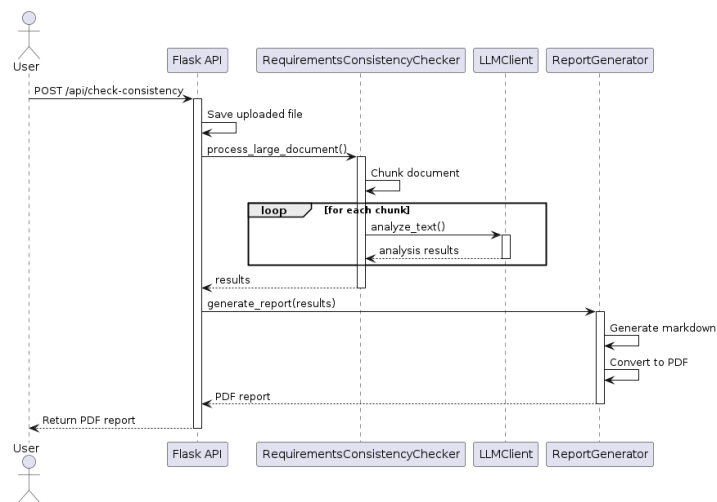 User
Flask API
RequirementsConsistencyChecker
LLMClient
ReportGenerator
POST /api/check-consistency
Save uploaded file
process_large_document()
Chunk document
loop
[for each chunk]
analyze_text()
analysis results
results
generate_report(results)
Generate markdown
Convert to PDF
PDF report
Return PDF report
User
Flask API
RequirementsConsistencyChecker
LLMClient
ReportGenerator